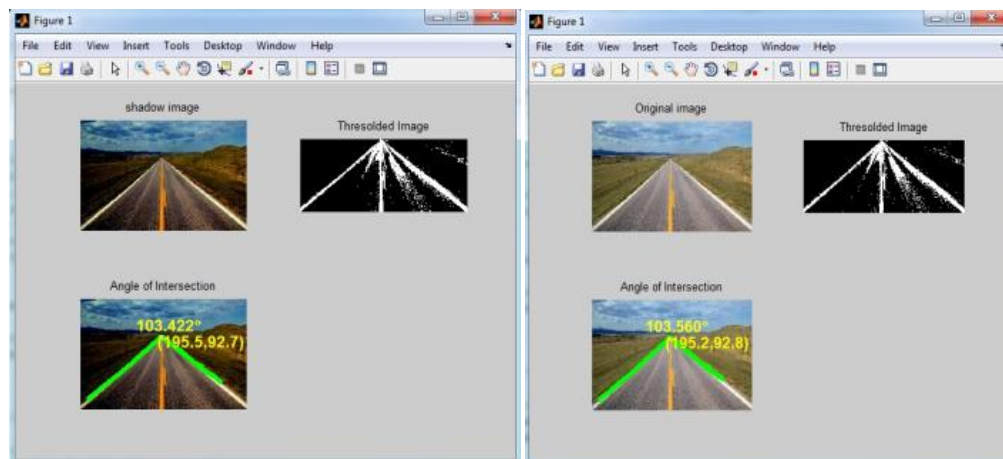 Figure 1
File Edit View Insert Tools Desktop Window Help
shadow image
Thresolded Image
Angle of Intersection
103.422°
(195.5,92.7)
Figure 1
File Edit View Insert Tools Desktop Window Help
Original image
Thresolded Image
Angle of Intersection
103.560°
(195.2,92.8)